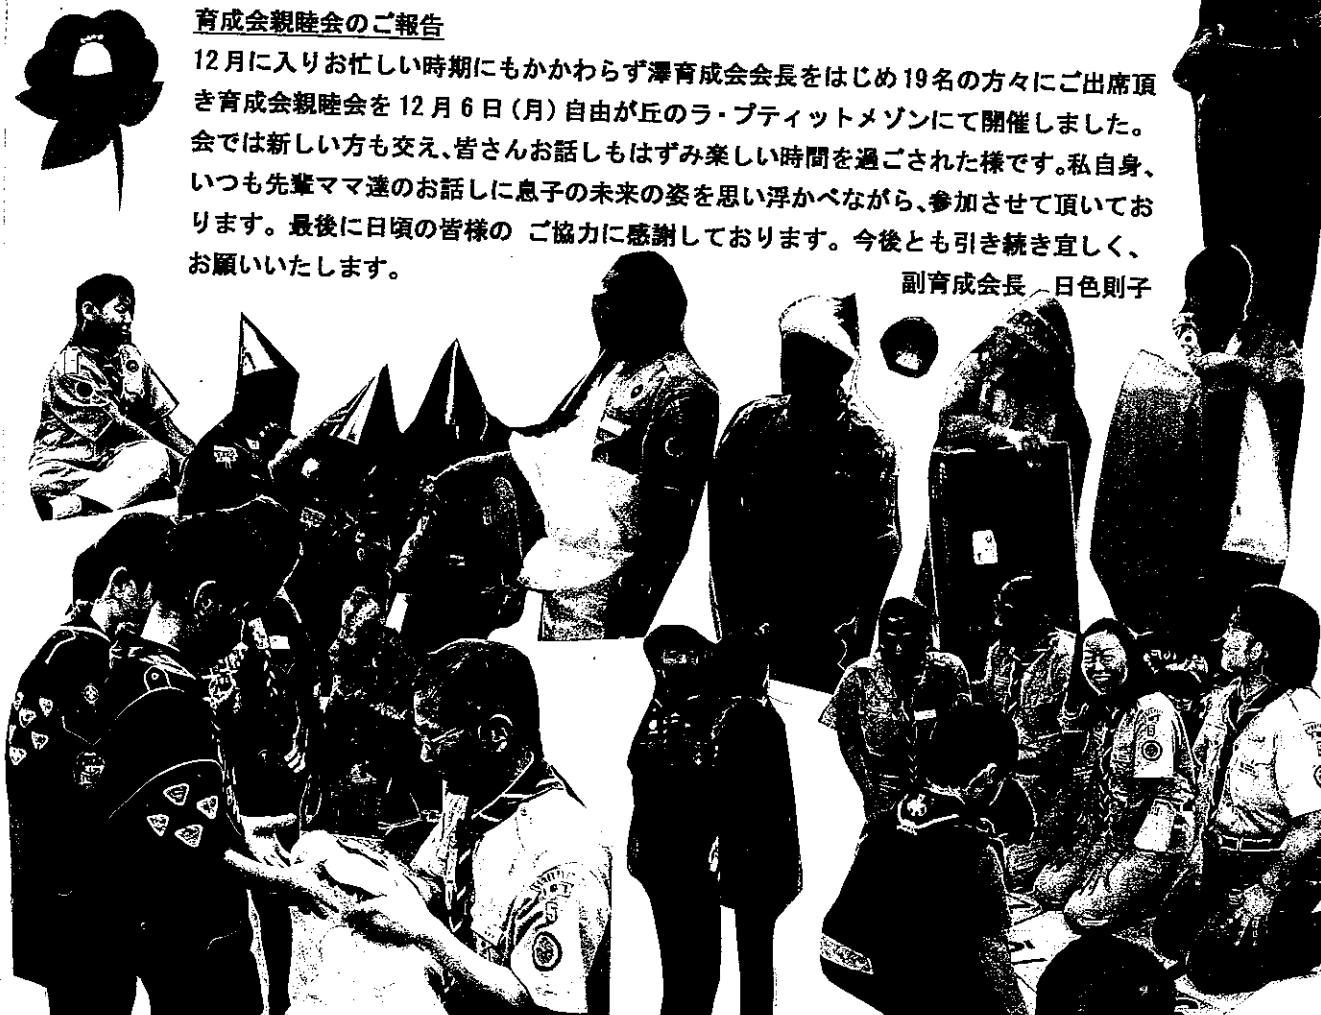 育成会親睦会のご報告
12月に入りお忙しい時期にもかかわらず澤育成会会長をはじめ19名の方々にご出席頂
き育成会親睦会を12月6日(月)自由が丘のラ・プティットメゾンにて開催しました。
会では新しい方も交え、皆さんお話しもはずみ楽しい時間を過ごされた様です。私自身、
いつも先輩ママ達のお話しに息子の未来の姿を思い浮かべながら、参加させて頂いてお
ります。最後に日頃の皆様の ご協力に感謝しております。今後とも引き続き宜しく、
お願いいたします。
副育成会長 日色則子